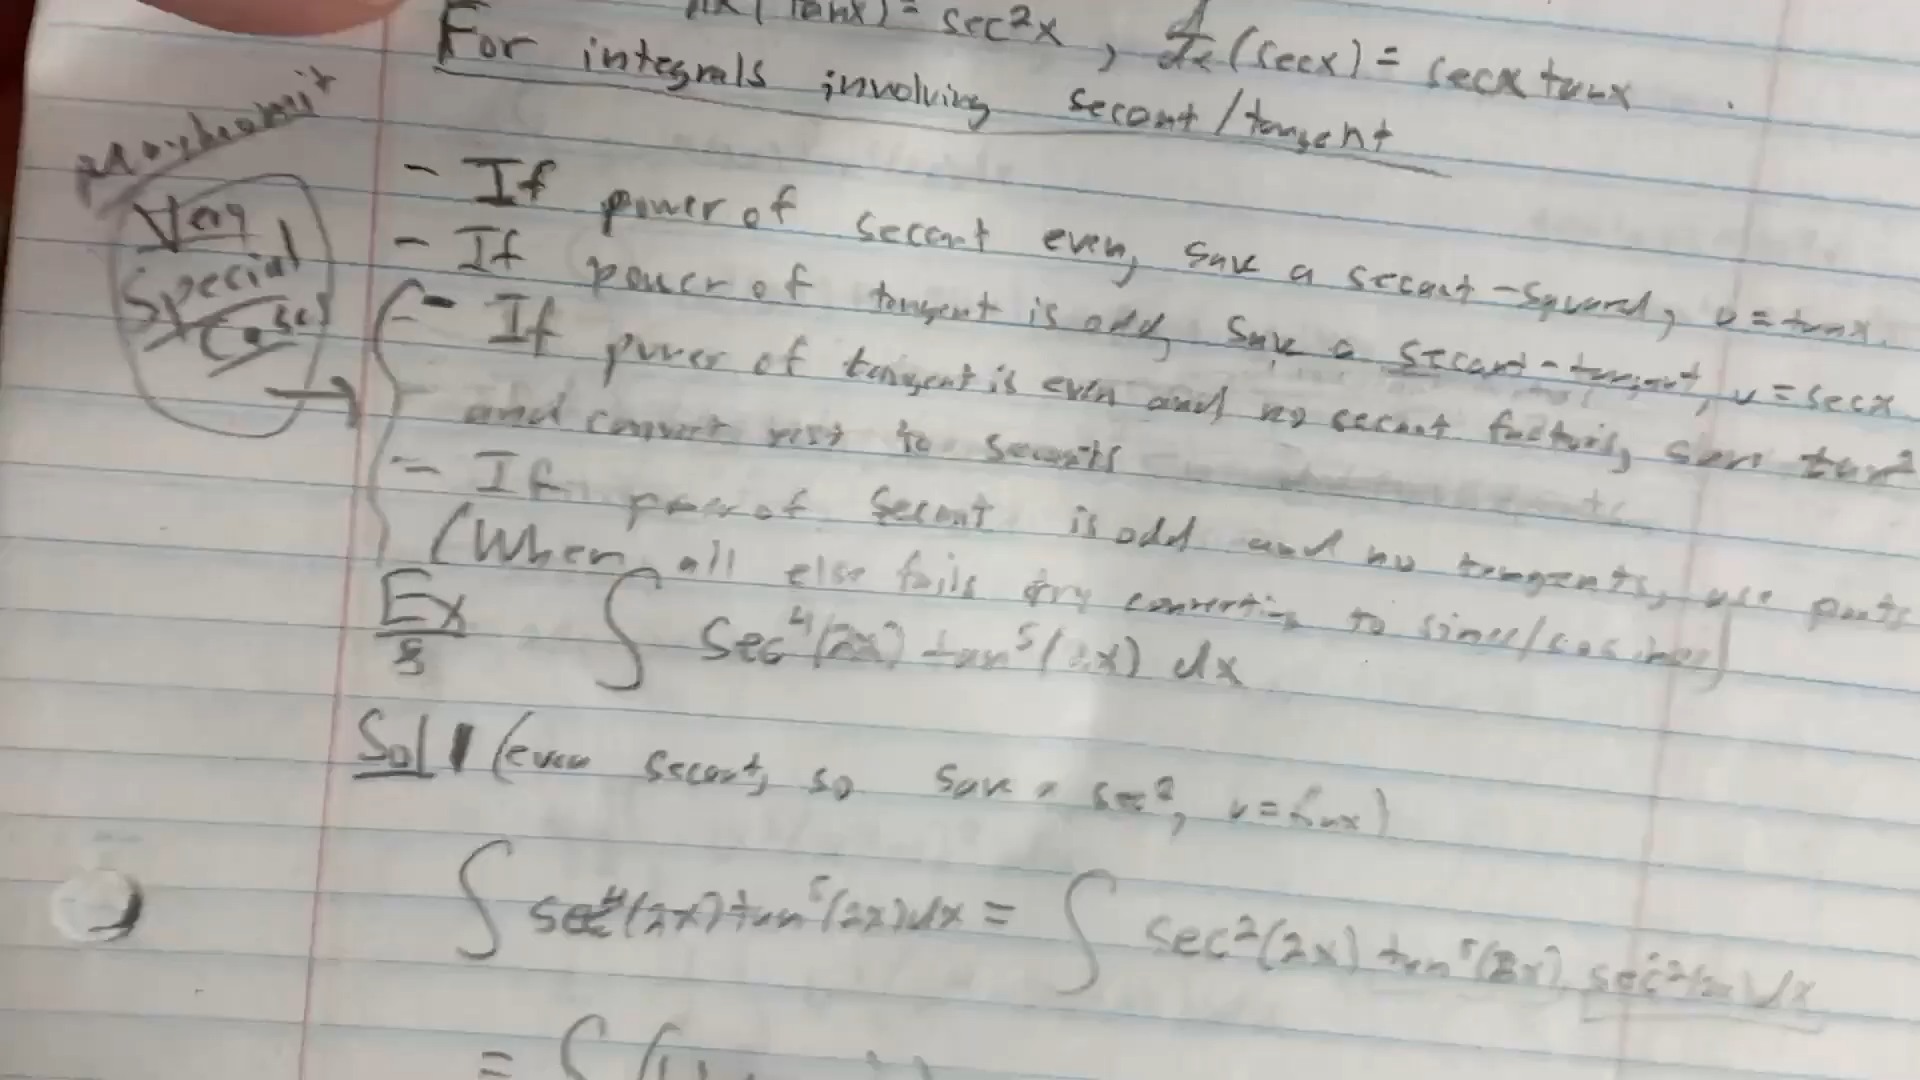 (tanx) = sec²x , d/dx (secx) = secx tanx
For integrals involving secant/tangent
Very
Special
Cases
- If power of secant even, save a secant-squared, u = tanx.
- If power of tangent is odd, save a secant-tangent, u = secx
- If power of tangent is even and no secant factors, save tan²
and convert rest to secants
- If power of secant is odd and no tangents, use parts
(When all else fails try converting to sines/cosines)
Ex 8 ∫ sec⁴(2x) tan⁵(2x) dx
Sol 1 (even secant, so save a sec², u = tanx)
∫ sec⁴(2x) tan⁵(2x) dx = ∫ sec²(2x) tan⁵(2x) sec²(2x) dx
= ∫